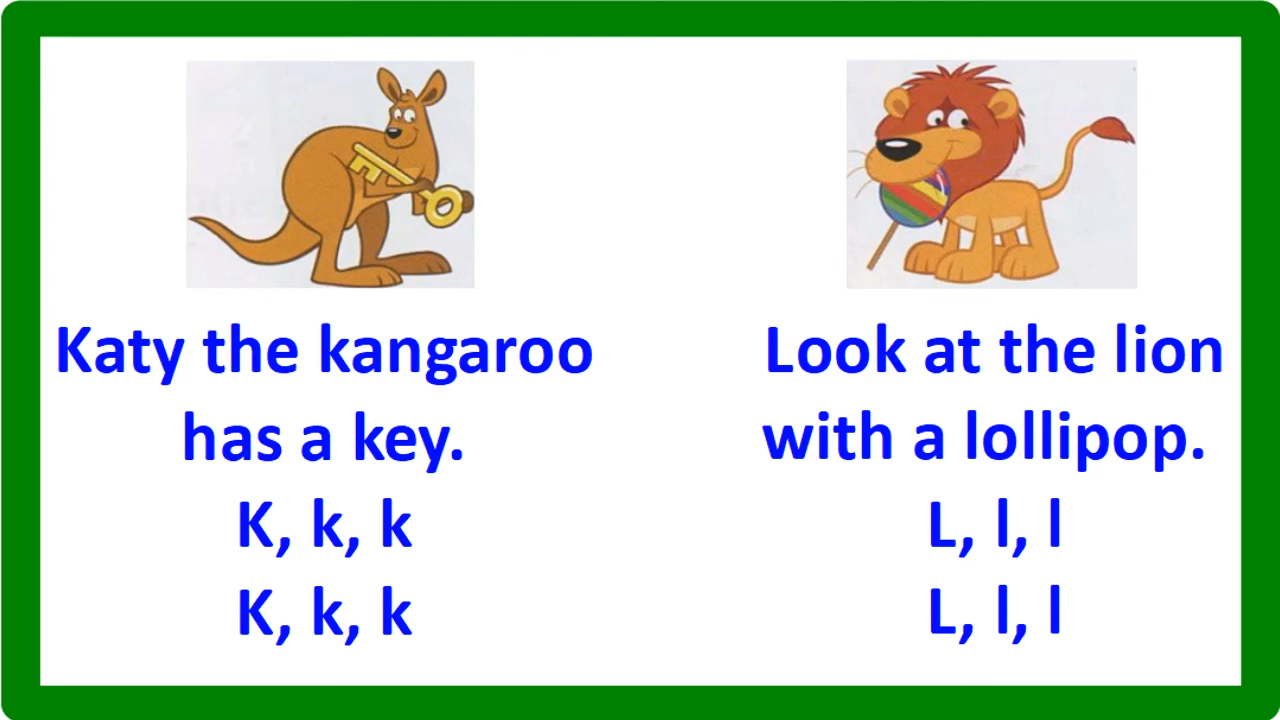 Katy the kangaroo
has a key.
K, k, k
K, k, k
Look at the lion
with a lollipop.
L, l, l
L, l, l